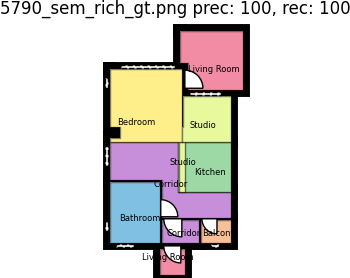 5790_sem_rich_gt.png prec: 100, rec: 100
Living Room
Bedroom
Studio
Studio
Kitchen
Corridor
Bathroom
Corridor
Balcony
Living Room